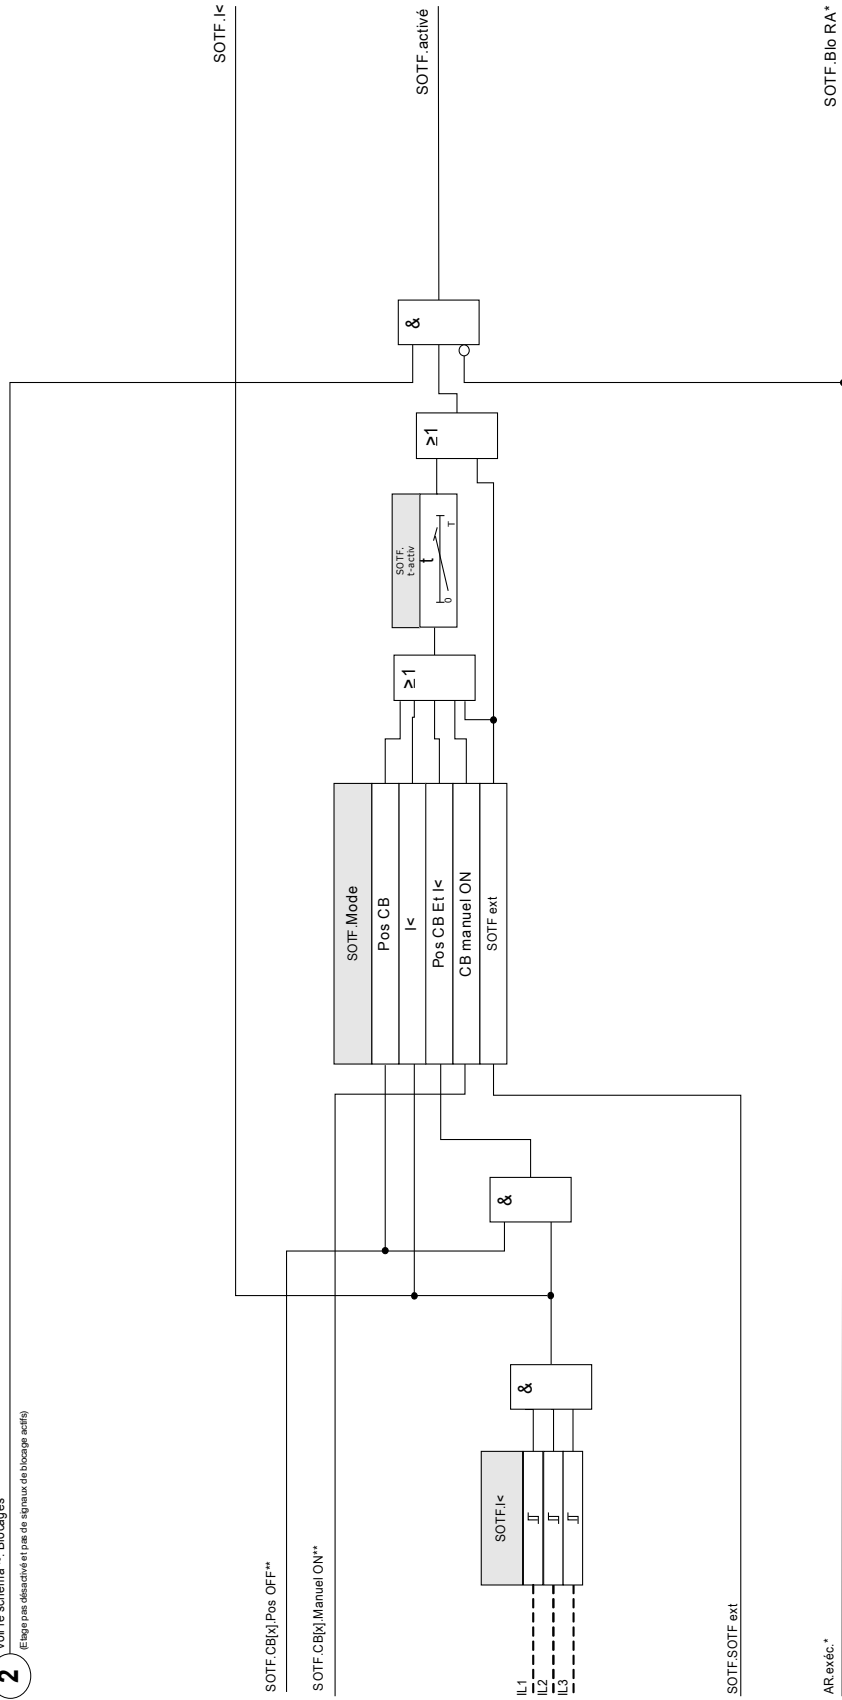 2
Voir le schéma : Blocages
(Etage pas désactivé et pas de signaux de blocage actifs)
SOTF.I<
SOTF.activé
SOTF.Blo RA*
&
≥1
SOTF.
t-activ
t
0
T
≥1
SOTF.Mode
Pos CB
I<
Pos CB Et I<
CB manuel ON
SOTF ext
&
&
SOTF.I<
SOTF.CB[x].Pos OFF**
SOTF.CB[x].Manuel ON**
IL1
IL2
IL3
SOTF.SOTF ext
AR.exéc.*